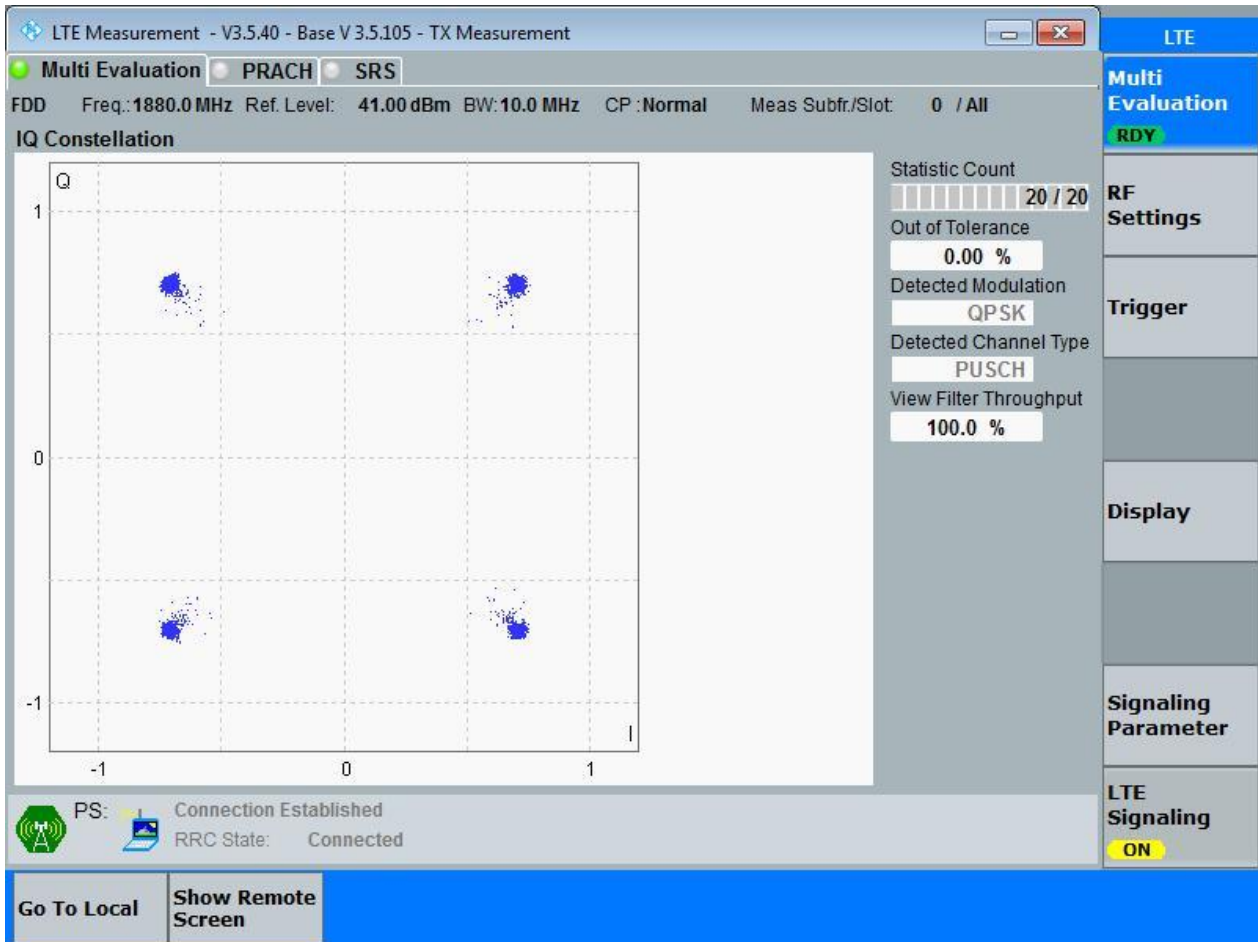 LTE Measurement - V3.5.40 - Base V 3.5.105 - TX Measurement
LTE
Multi Evaluation PRACH SRS
Multi
Evaluation
RDY
FDD Freq.: 1880.0 MHz Ref. Level: 41.00 dBm BW: 10.0 MHz CP : Normal Meas Subfr./Slot: 0 / All
IQ Constellation
Q
1
0
-1
I
-1 0 1
Statistic Count
20 / 20
Out of Tolerance
0.00 %
Detected Modulation
QPSK
Detected Channel Type
PUSCH
View Filter Throughput
100.0 %
RF
Settings
Trigger
Display
Signaling
Parameter
LTE
Signaling
ON
PS: Connection Established
RRC State: Connected
Go To Local
Show Remote
Screen